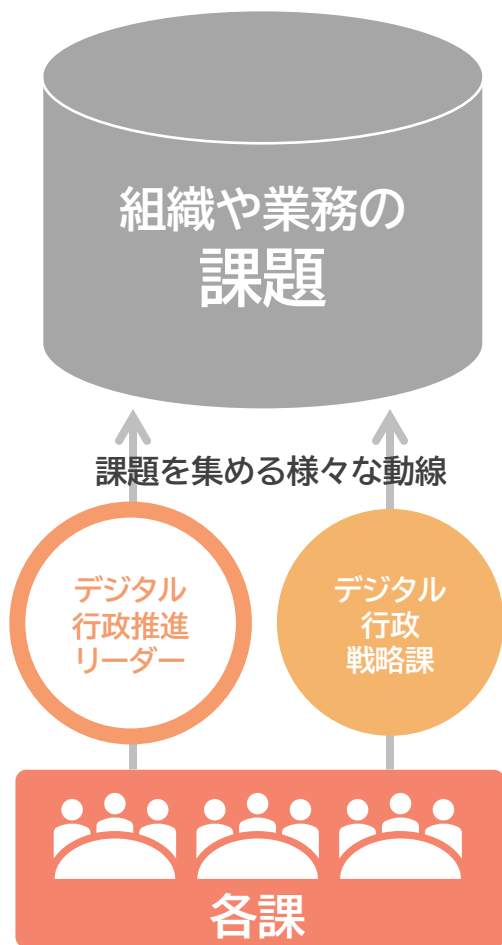 組織や業務の
課題
課題を集める様々な動線
デジタル
行政推進
リーダー
デジタル
行政
戦略課
各課